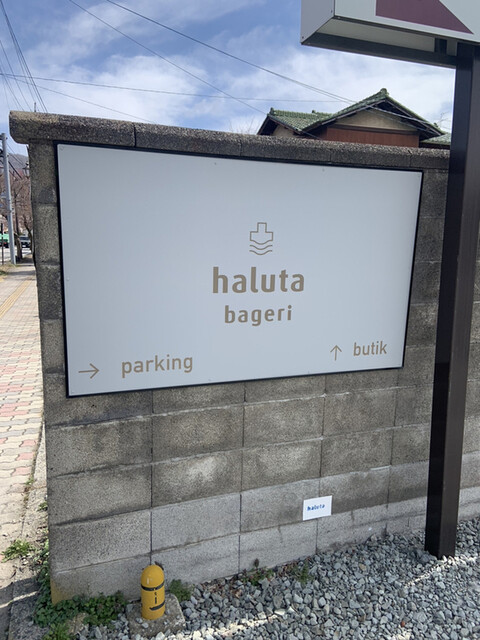 haluta
bageri
→ parking
↑ butik
haluta